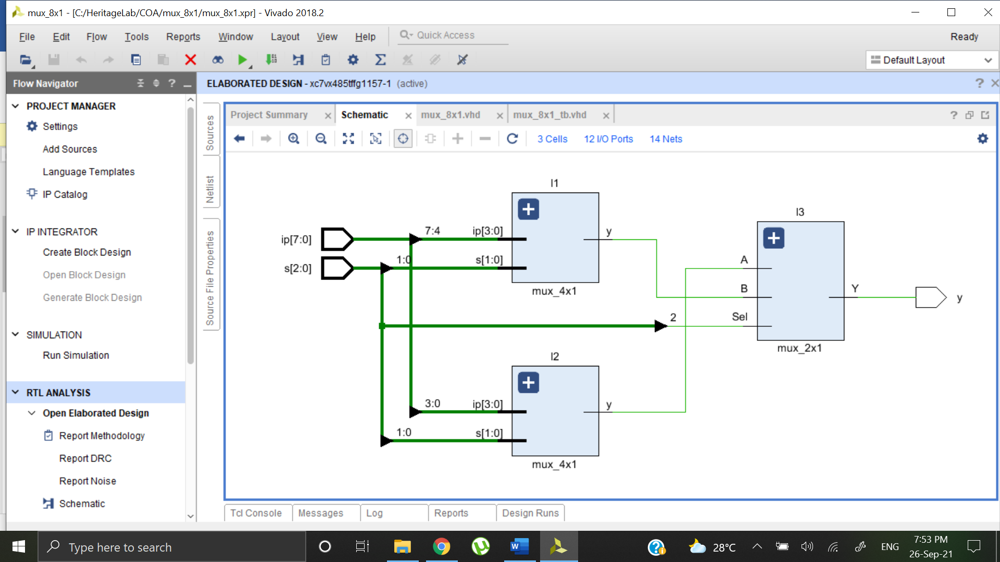 mux_8x1 - [C:/HeritageLab/COA/mux_8x1/mux_8x1.xpr] - Vivado 2018.2
File Edit Flow Tools Reports Window Layout View Help Quick Access Ready
Default Layout
Flow Navigator
ELABORATED DESIGN - xc7vx485tffg1157-1 (active)
PROJECT MANAGER
Settings
Add Sources
Language Templates
IP Catalog
IP INTEGRATOR
Create Block Design
Open Block Design
Generate Block Design
SIMULATION
Run Simulation
RTL ANALYSIS
Open Elaborated Design
Report Methodology
Report DRC
Report Noise
Schematic
Sources
Netlist
Source File Properties
Project Summary Schematic mux_8x1.vhd mux_8x1_tb.vhd
3 Cells 12 I/O Ports 14 Nets
I1
7:4 ip[3:0] y
ip[7:0]
1:0 s[1:0]
s[2:0]
mux_4x1
I3
A
B
Y
y
2 Sel
mux_2x1
I2
3:0 ip[3:0] y
1:0 s[1:0]
mux_4x1
Tcl Console Messages Log Reports Design Runs
Type here to search
28°C
ENG
7:53 PM
26-Sep-21